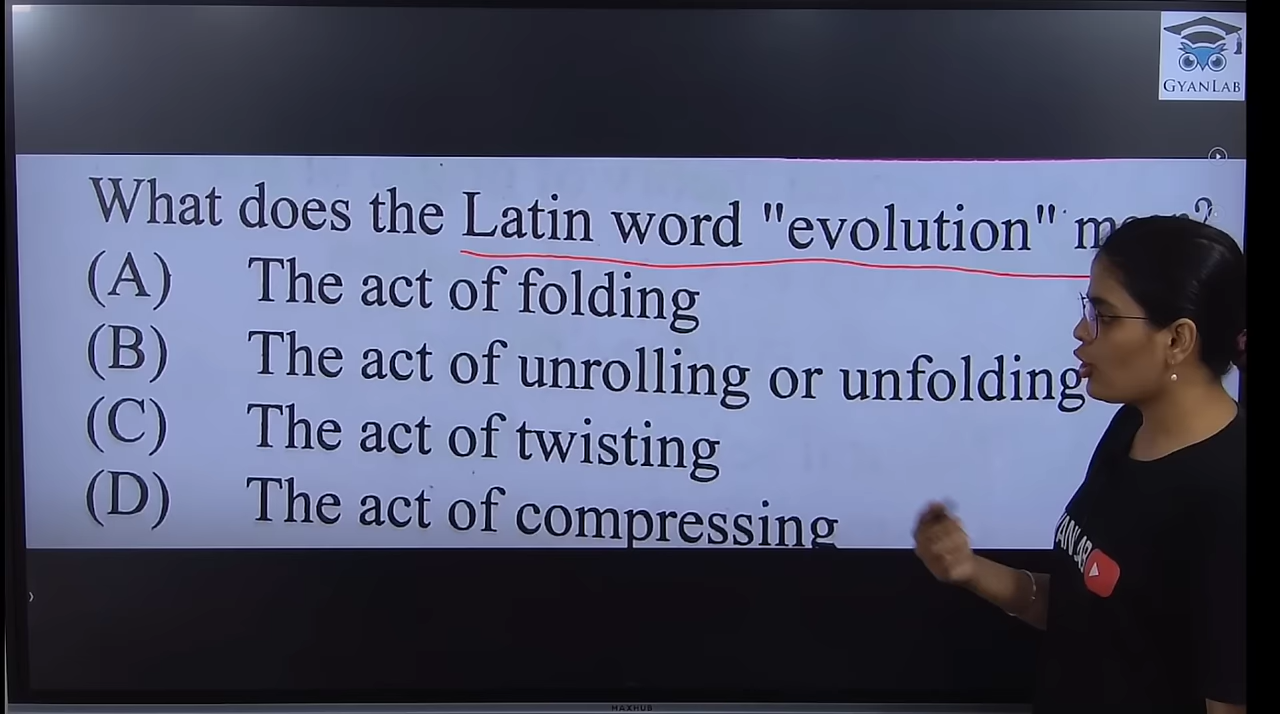 GYANLAB
What does the Latin word "evolution"
(A) The act of folding
(B) The act of unrolling or unfolding
(C) The act of twisting
(D) The act of compressing
MAXHUB